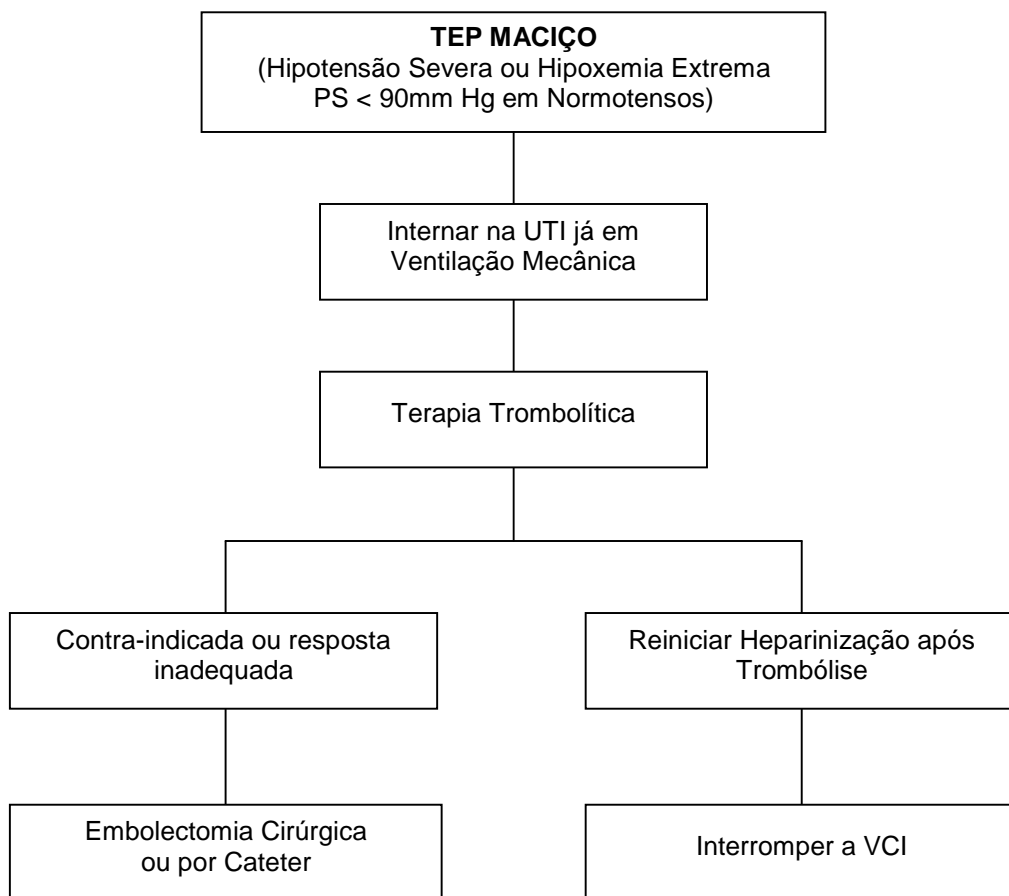 TEP MACIÇO
(Hipotensão Severa ou Hipoxemia Extrema
PS < 90mm Hg em Normotensos)
Internar na UTI já em
Ventilação Mecânica
Terapia Trombolítica
Contra-indicada ou resposta
inadequada
Reiniciar Heparinização após
Trombólise
Embolectomia Cirúrgica
ou por Cateter
Interromper a VCI